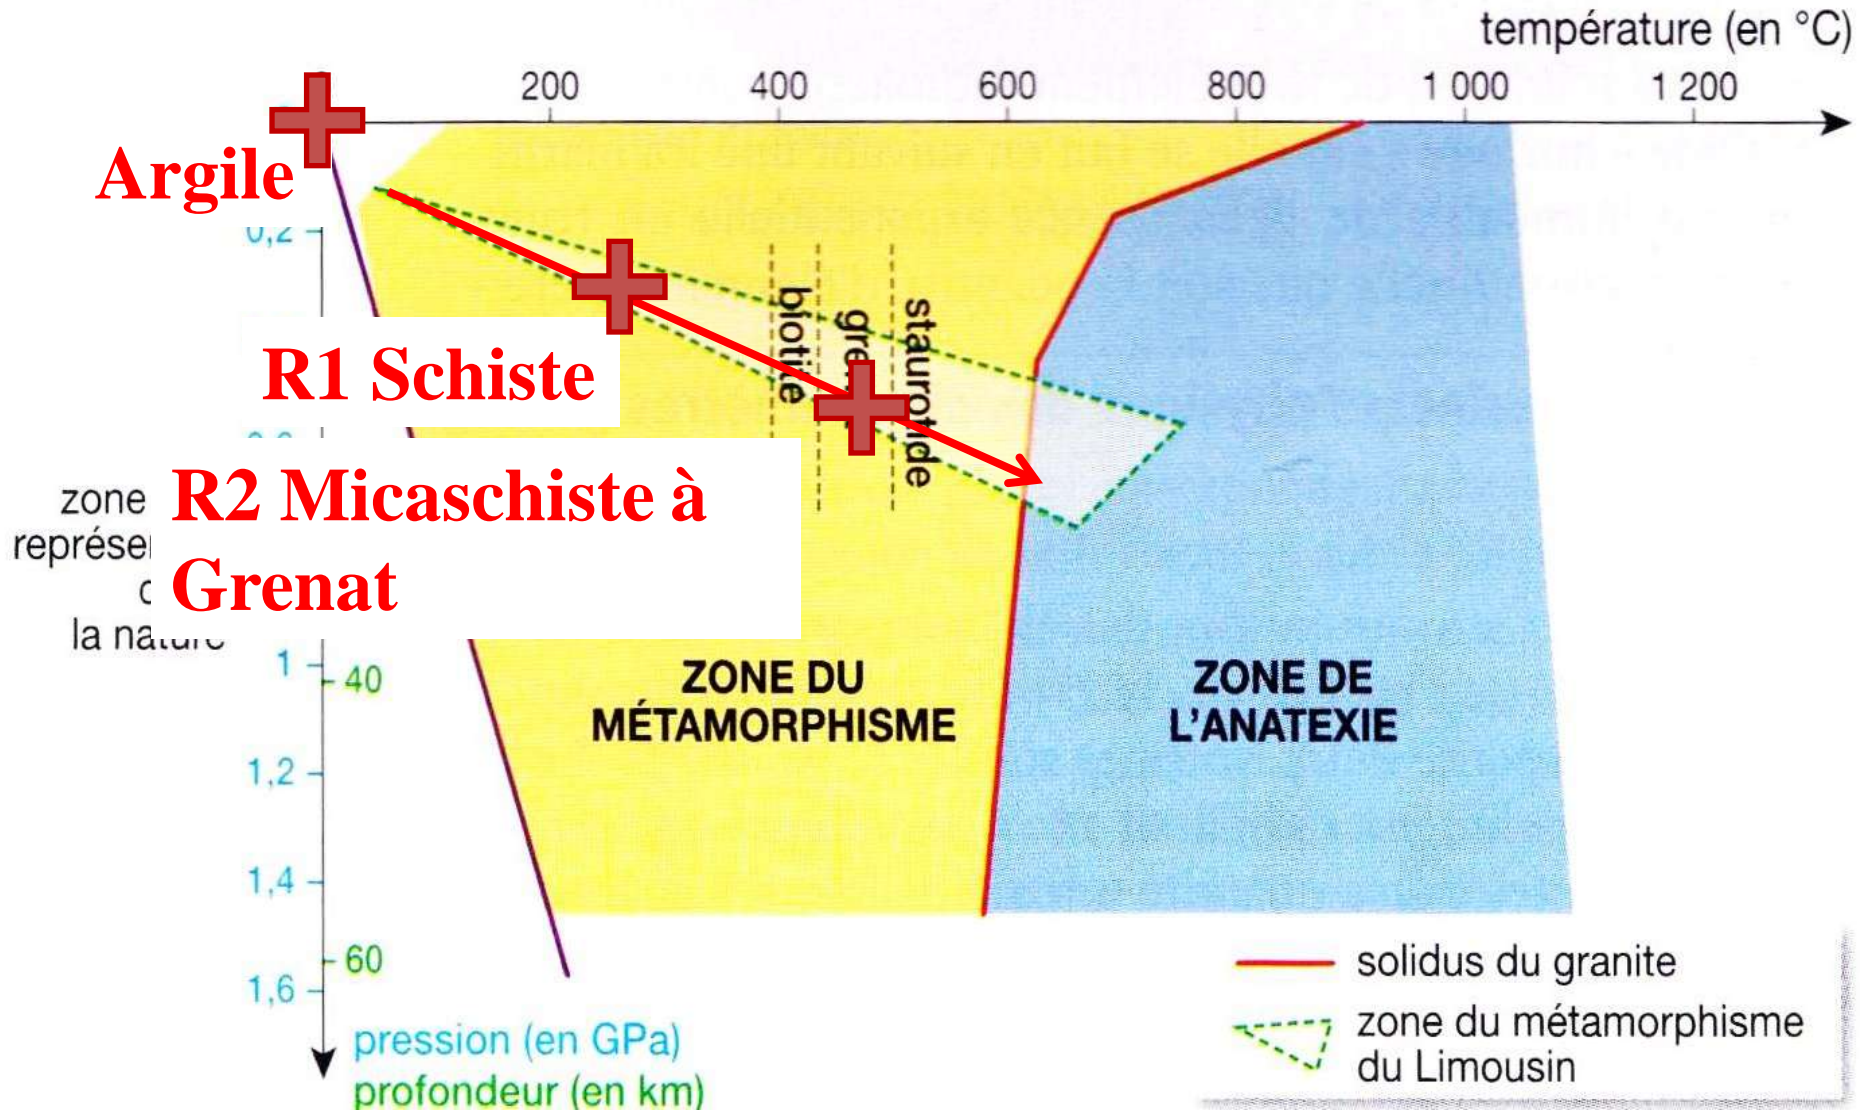 température (en °C)
200
400
600
800
1 000
1 200
Argile
0,2
biotite
staurotide
R1 Schiste
R2 Micaschiste à
Grenat
zone
la nature
1
40
ZONE DU
MÉTAMORPHISME
ZONE DE
L'ANATEXIE
1,2
1,4
60
1,6
pression (en GPa)
profondeur (en km)
solidus du granite
zone du métamorphisme
du Limousin